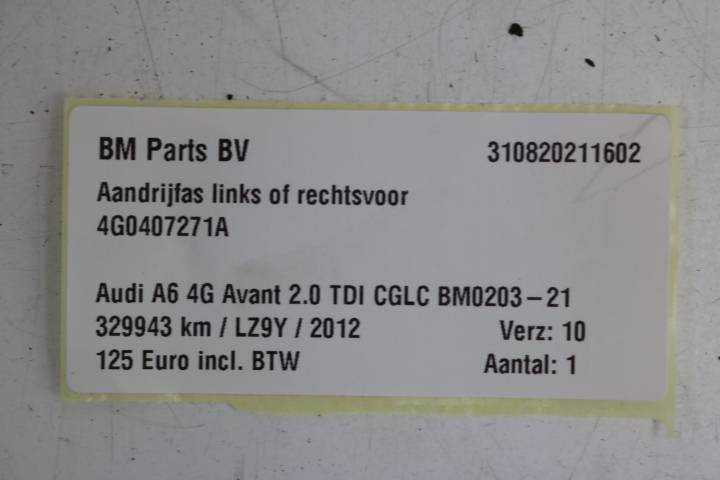 BM Parts BV 310820211602
Aandrijfas links of rechtsvoor
4G0407271A
Audi A6 4G Avant 2.0 TDI CGLC BM0203-21
329943 km / LZ9Y / 2012 Verz: 10
125 Euro incl. BTW Aantal: 1